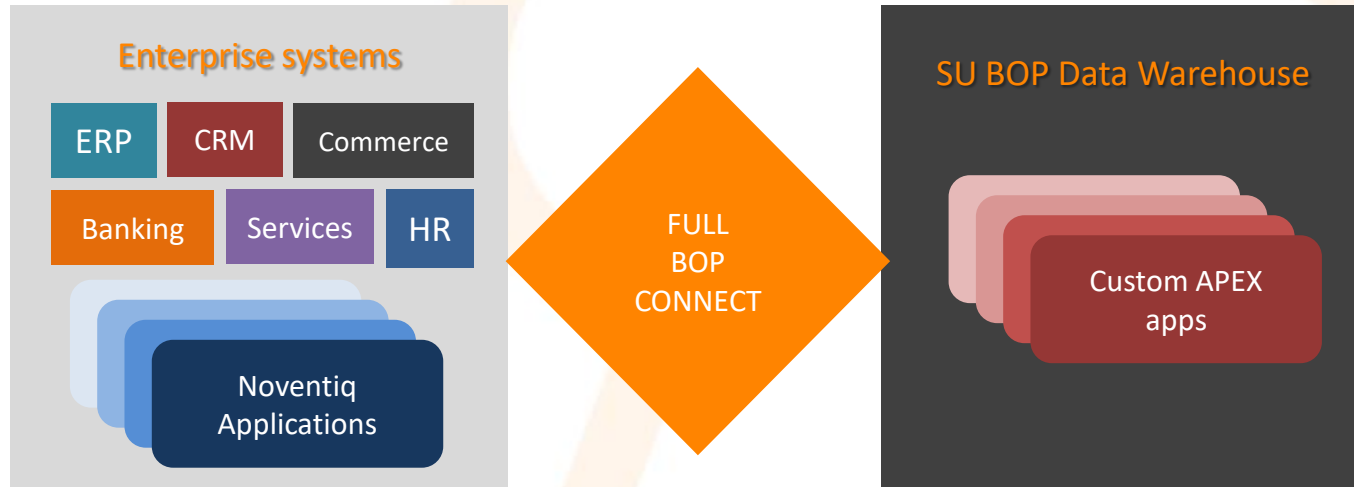 Enterprise systems
ERP
CRM
Commerce
Banking
Services
HR
Noventiq
Applications
FULL
BOP
CONNECT
SU BOP Data Warehouse
Custom APEX
apps